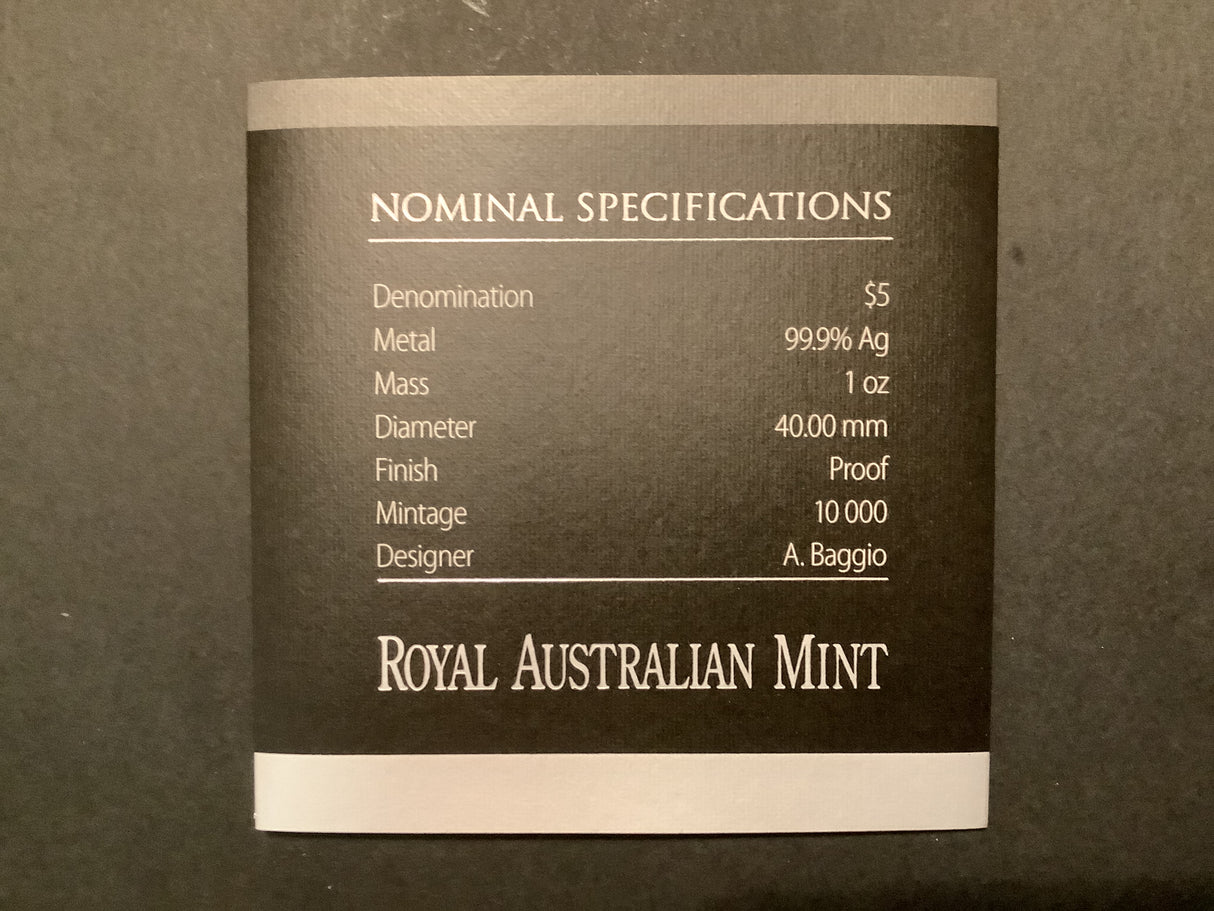 NOMINAL SPECIFICATIONS
Denomination $5
Metal 99.9% Ag
Mass 1 oz
Diameter 40.00 mm
Finish Proof
Mintage 10 000
Designer A. Baggio
ROYAL AUSTRALIAN MINT